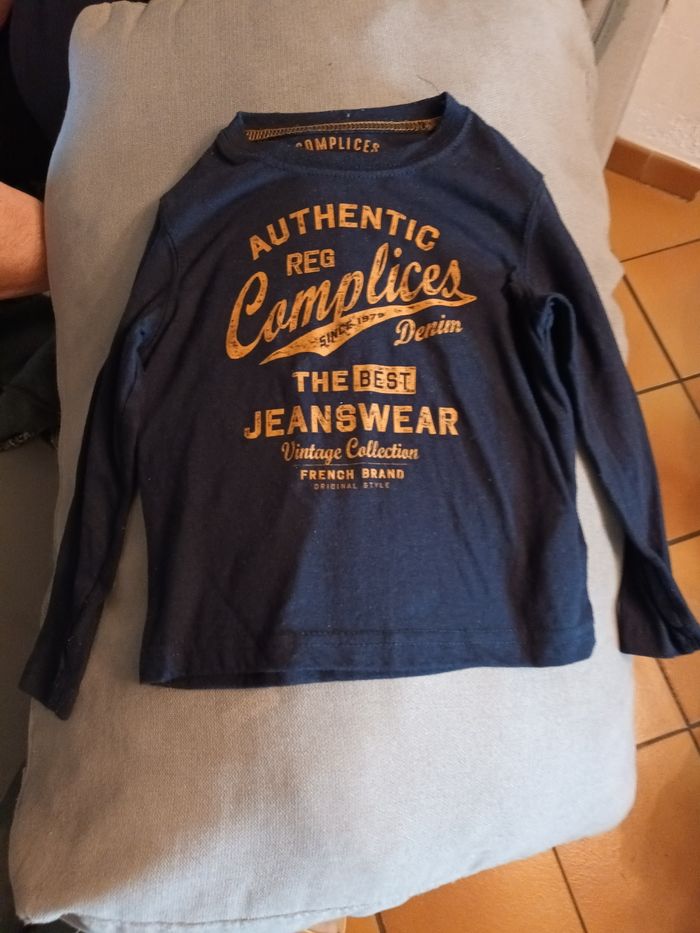 COMPLICES
AUTHENTIC
REG
Complices
SINCE 1979
Denim
THE BEST
JEANSWEAR
Vintage Collection
FRENCH BRAND
ORIGINAL STYLE